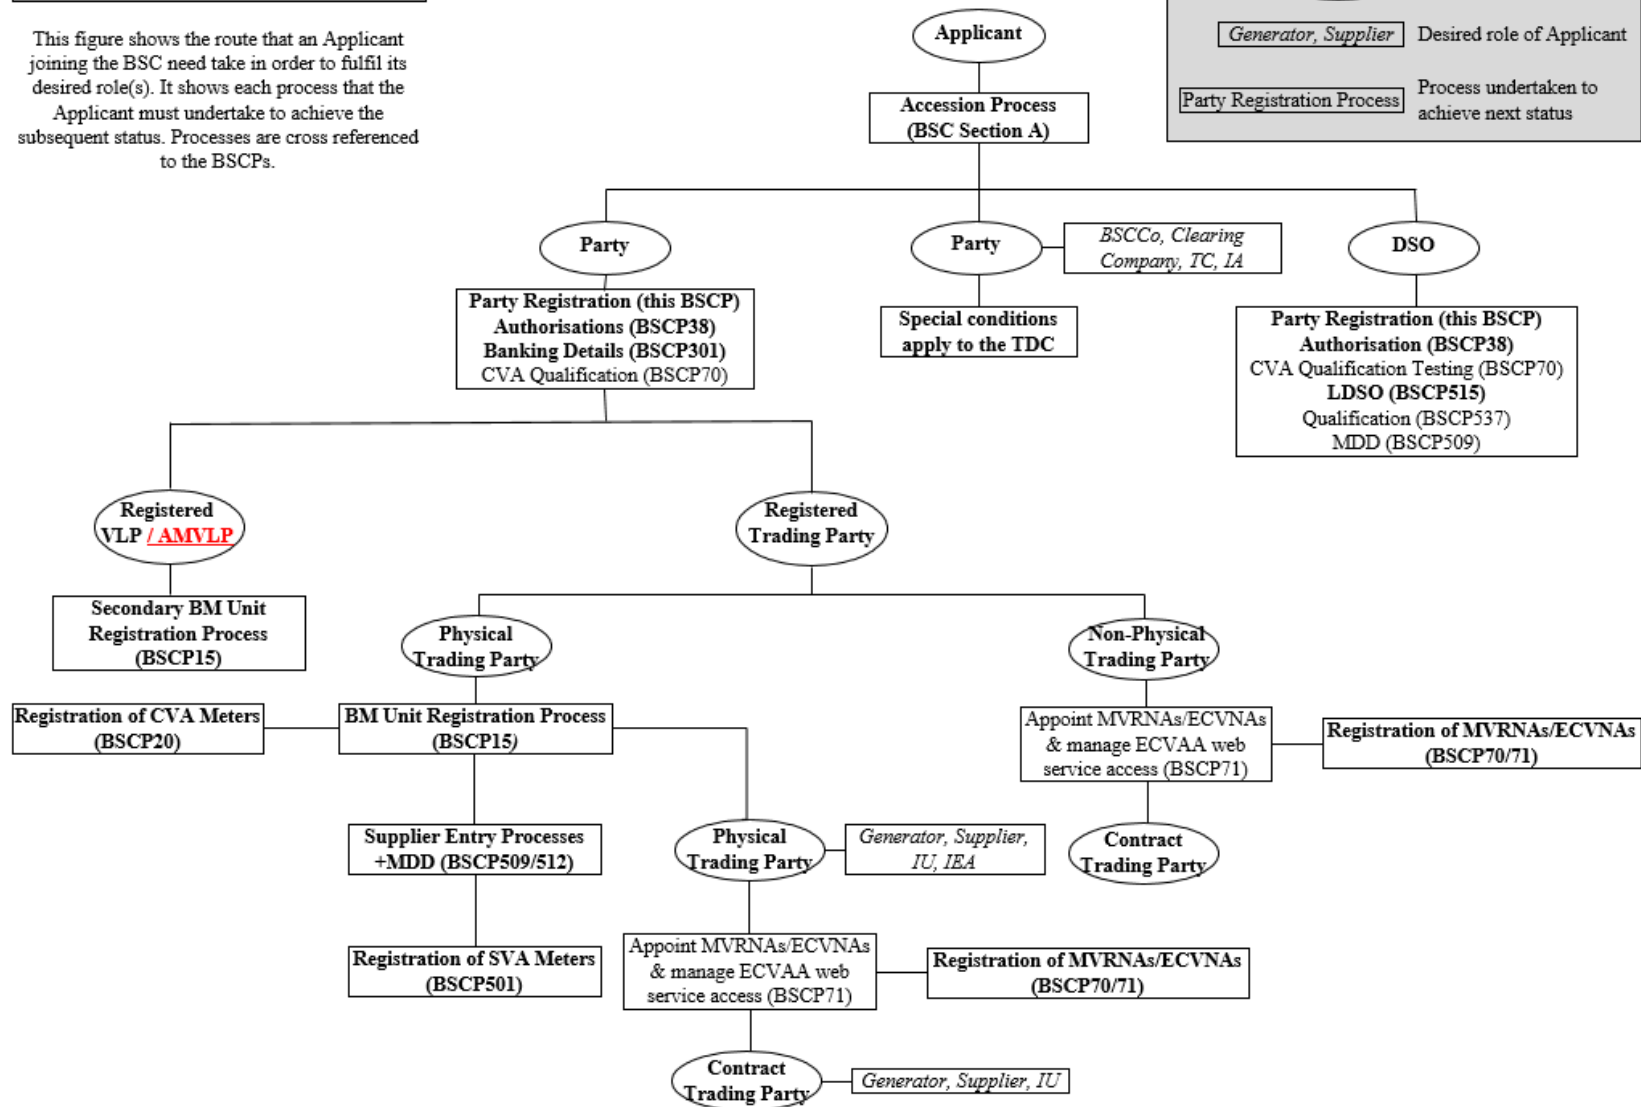 This figure shows the route that an Applicant
joining the BSC need take in order to fulfil its
desired role(s). It shows each process that the
Applicant must undertake to achieve the
subsequent status. Processes are cross referenced
to the BSCPs.
Generator, Supplier
Desired role of Applicant
Party Registration Process
Process undertaken to
achieve next status
Applicant
Accession Process
(BSC Section A)
Party
Party
BSCCo, Clearing
Company, TC, IA
DSO
Party Registration (this BSCP)
Authorisations (BSCP38)
Banking Details (BSCP301)
CVA Qualification (BSCP70)
Special conditions
apply to the TDC
Party Registration (this BSCP)
Authorisation (BSCP38)
CVA Qualification Testing (BSCP70)
LDSO (BSCP515)
Qualification (BSCP537)
MDD (BSCP509)
Registered
VLP / AMVLP
Registered
Trading Party
Secondary BM Unit
Registration Process
(BSCP15)
Physical
Trading Party
Non-Physical
Trading Party
Registration of CVA Meters
(BSCP20)
BM Unit Registration Process
(BSCP15)
Appoint MVRNAs/ECVNAs
& manage ECVAA web
service access (BSCP71)
Registration of MVRNAs/ECVNAs
(BSCP70/71)
Supplier Entry Processes
+MDD (BSCP509/512)
Physical
Trading Party
Generator, Supplier,
IU, IEA
Contract
Trading Party
Registration of SVA Meters
(BSCP501)
Appoint MVRNAs/ECVNAs
& manage ECVAA web
service access (BSCP71)
Registration of MVRNAs/ECVNAs
(BSCP70/71)
Contract
Trading Party
Generator, Supplier, IU